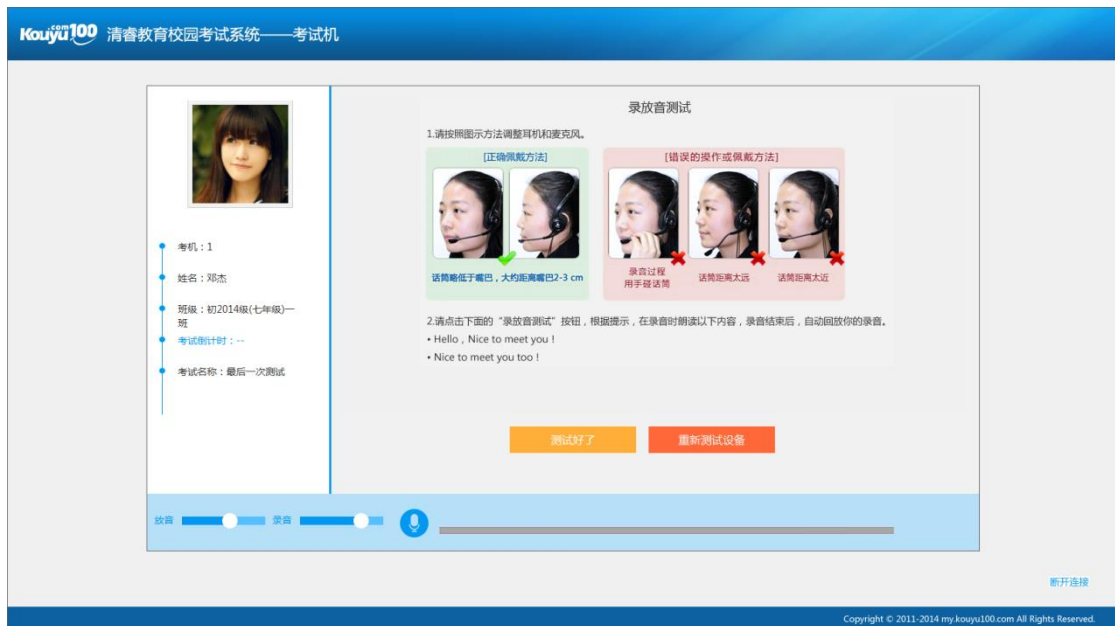 Kouyu100.com 清睿教育校园考试系统——考试机
考机：1
姓名：邓杰
班级：初2014级(七年级)一
班
考试倒计时：--
考试名称：最后一次测试
录放音测试
1.请按照图示方法调整耳机和麦克风。
[正确佩戴方法]
话筒略低于嘴巴，大约距离嘴巴2-3 cm
[错误的操作或佩戴方法]
录音过程
用手碰话筒
话筒距离太远
话筒距离太近
2.请点击下面的“录放音测试”按钮，根据提示，在录音时朗读以下内容，录音结束后，自动回放你的录音。
• Hello，Nice to meet you！
• Nice to meet you too！
测试好了
重新测试设备
放音
录音
断开连接
Copyright © 2011-2014 my.kouyu100.com All Rights Reserved.